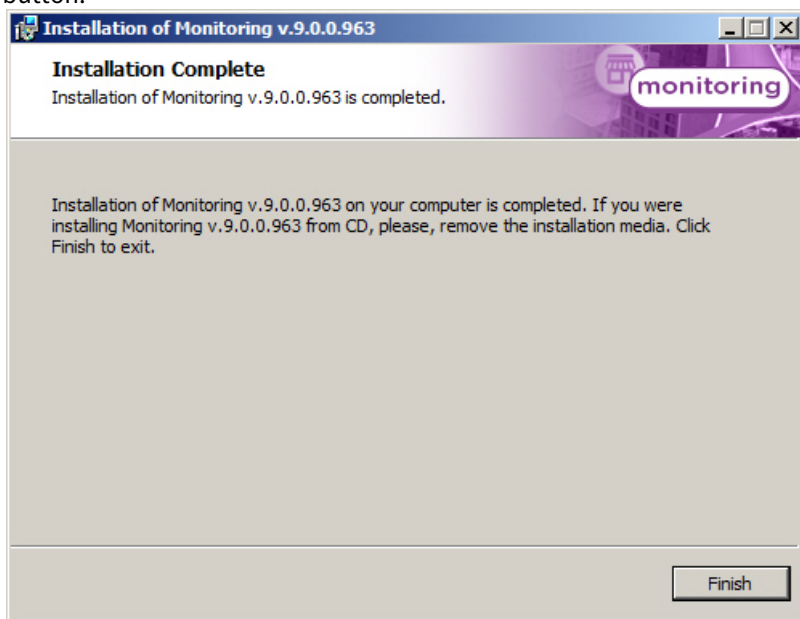 button.
Installation of Monitoring v.9.0.0.963
Installation Complete
Installation of Monitoring v.9.0.0.963 is completed.
monitoring
Installation of Monitoring v.9.0.0.963 on your computer is completed. If you were
installing Monitoring v.9.0.0.963 from CD, please, remove the installation media. Click
Finish to exit.
Finish